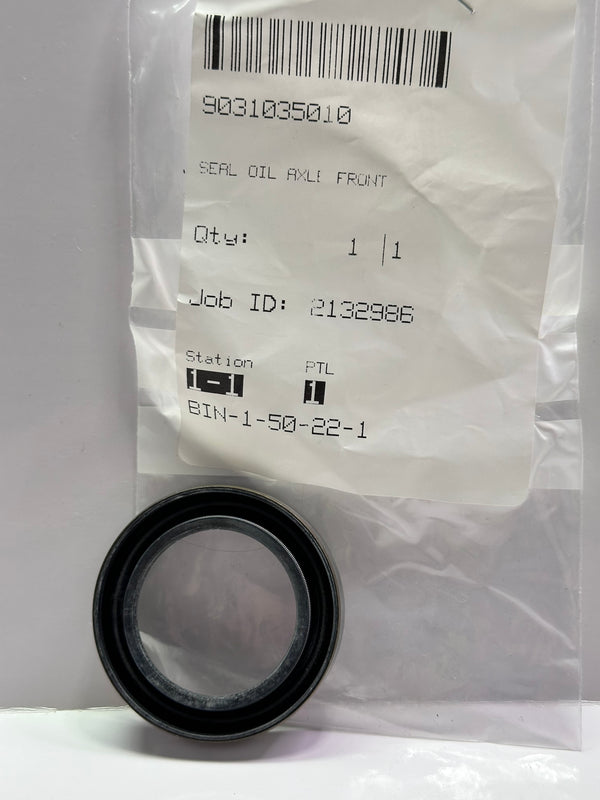 9031035010
SEAL OIL AXLE FRONT
Qty: 1 | 1
Job ID: 2132986
Station PTL
1-1 1
BIN-1-50-22-1